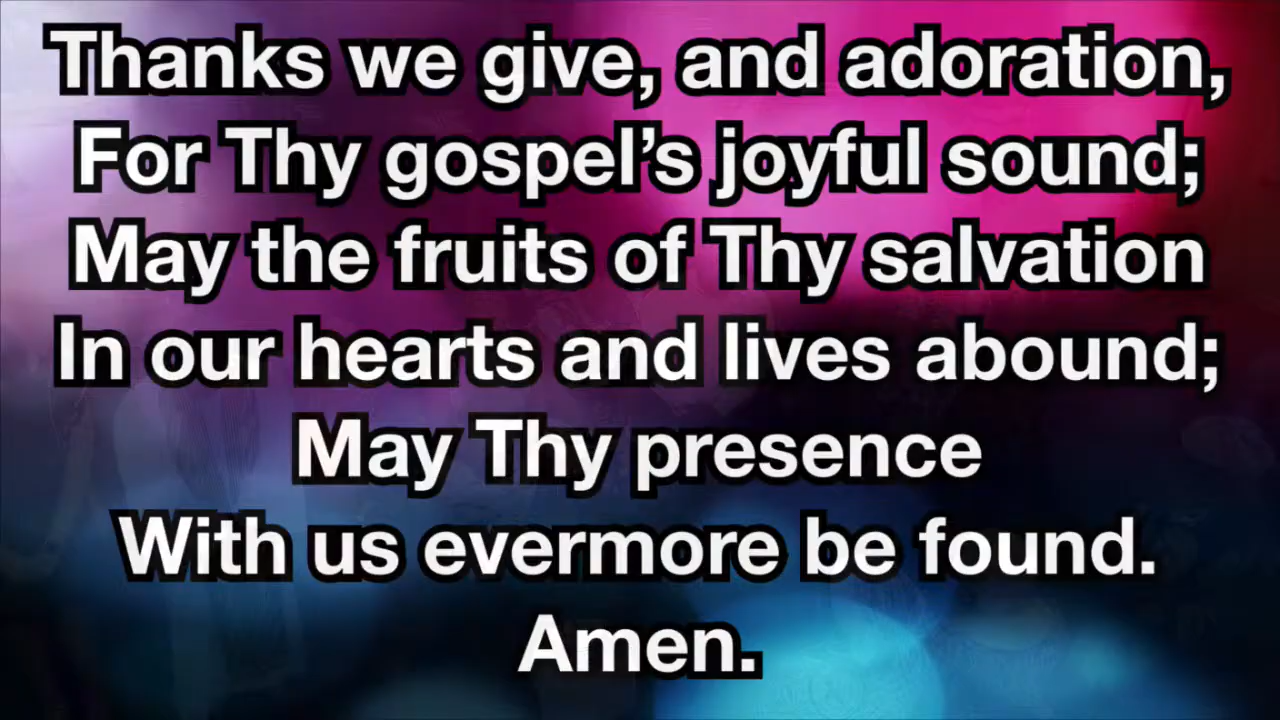 Thanks we give, and adoration,
For Thy gospel’s joyful sound;
May the fruits of Thy salvation
In our hearts and lives abound;
May Thy presence
With us evermore be found.
Amen.